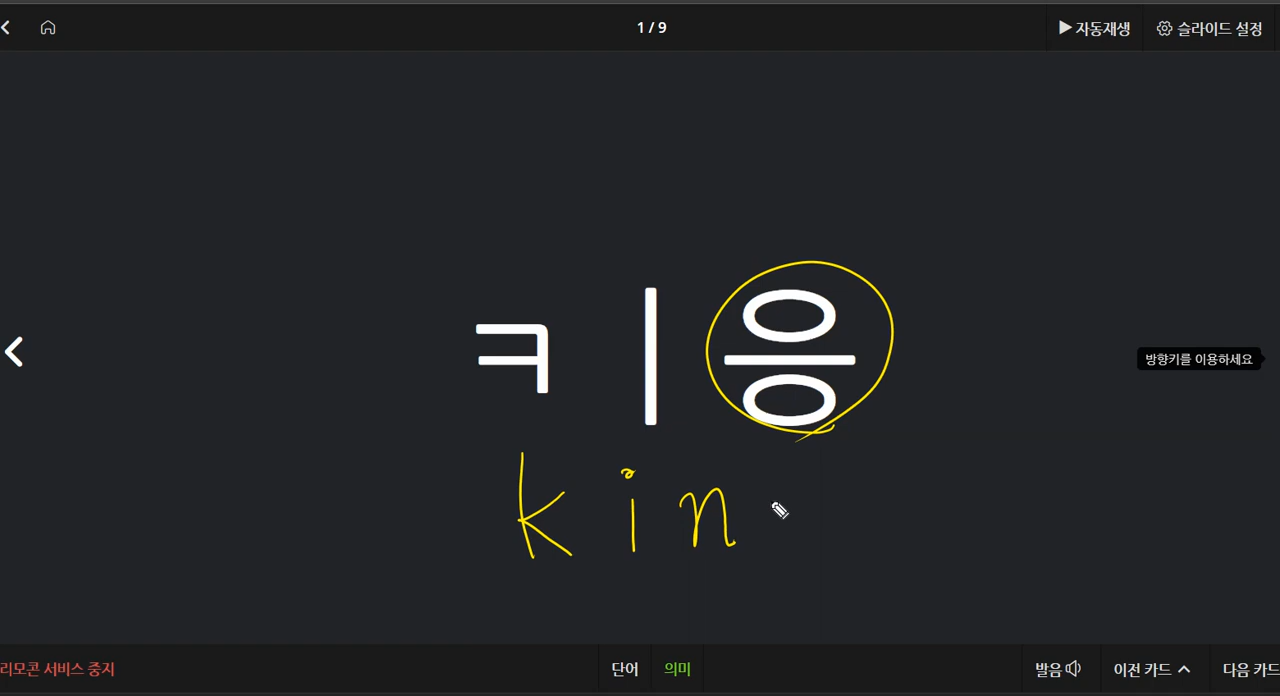 1 / 9
자동재생
슬라이드 설정
ㅋ ㅣ 응
방향키를 이용하세요
k i n
리모콘 서비스 중지
단어
의미
발음
이전 카드
다음 카드